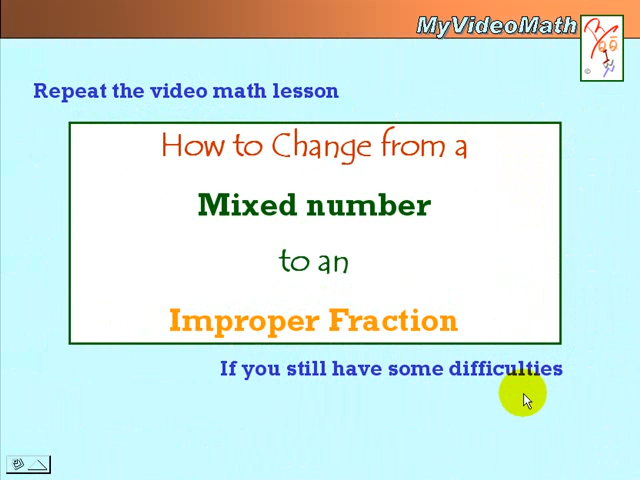 MyVideoMath
Repeat the video math lesson
How to Change from a
Mixed number
to an
Improper Fraction
If you still have some difficulties
©